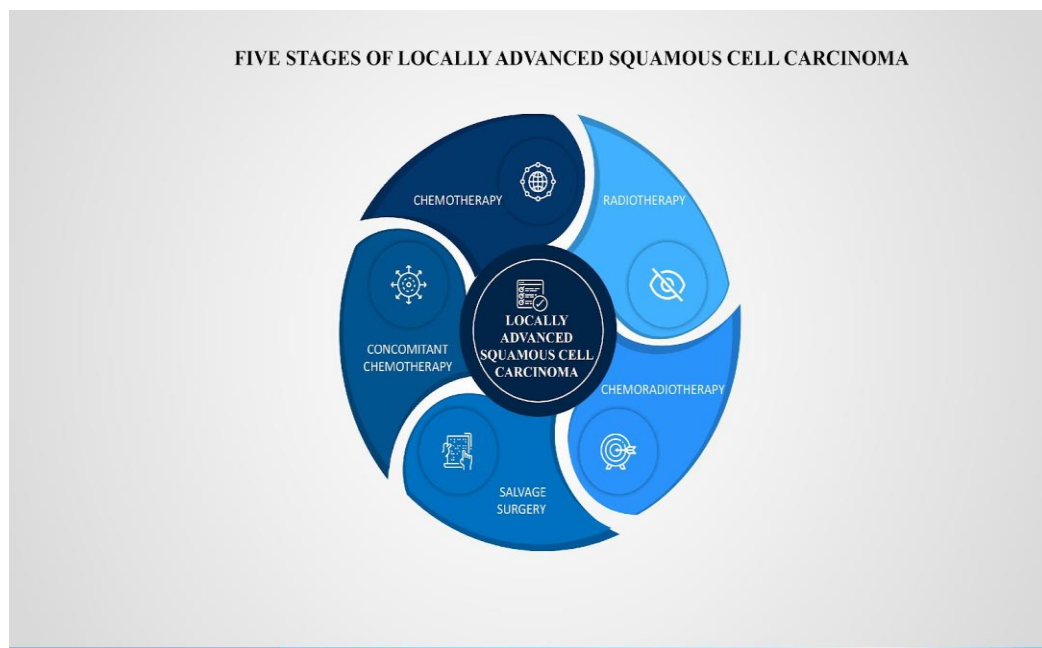 FIVE STAGES OF LOCALLY ADVANCED SQUAMOUS CELL CARCINOMA
CHEMOTHERAPY
RADIOTHERAPY
LOCALLY
ADVANCED
SQUAMOUS CELL
CARCINOMA
CONCOMITANT
CHEMOTHERAPY
CHEMORADIOTHERAPY
SALVAGE
SURGERY